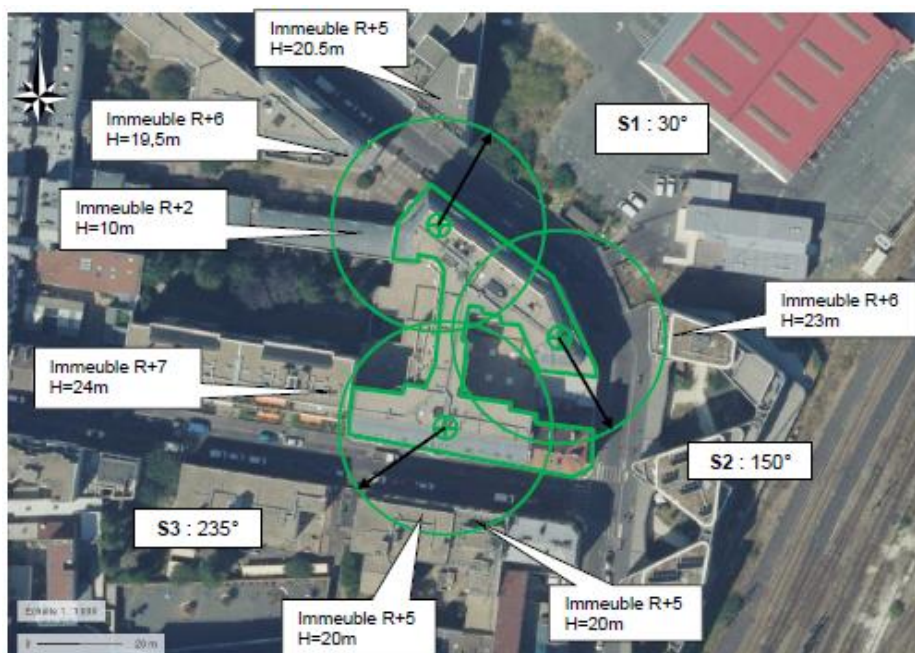 Immeuble R+5
H=20.5m
Immeuble R+6
H=19,5m
S1 : 30°
Immeuble R+2
H=10m
Immeuble R+6
H=23m
Immeuble R+7
H=24m
S2 : 150°
S3 : 235°
Immeuble R+5
H=20m
Immeuble R+5
H=20m
0 20 m